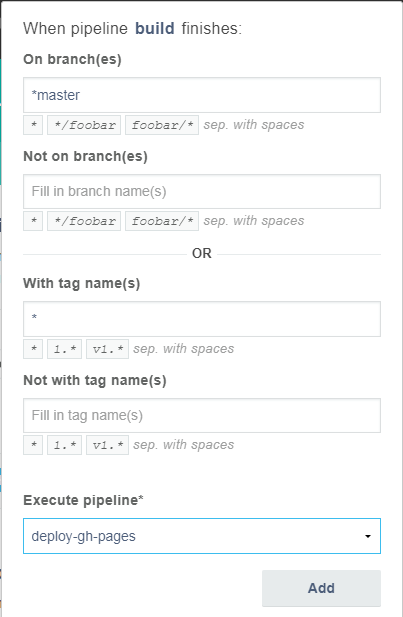 When pipeline build finishes:
On branch(es)
*master
* */foobar foobar/* sep. with spaces
Not on branch(es)
Fill in branch name(s)
* */foobar foobar/* sep. with spaces
OR
With tag name(s)
*
* 1.* v1.* sep. with spaces
Not with tag name(s)
Fill in tag name(s)
* 1.* v1.* sep. with spaces
Execute pipeline*
deploy-gh-pages
Add